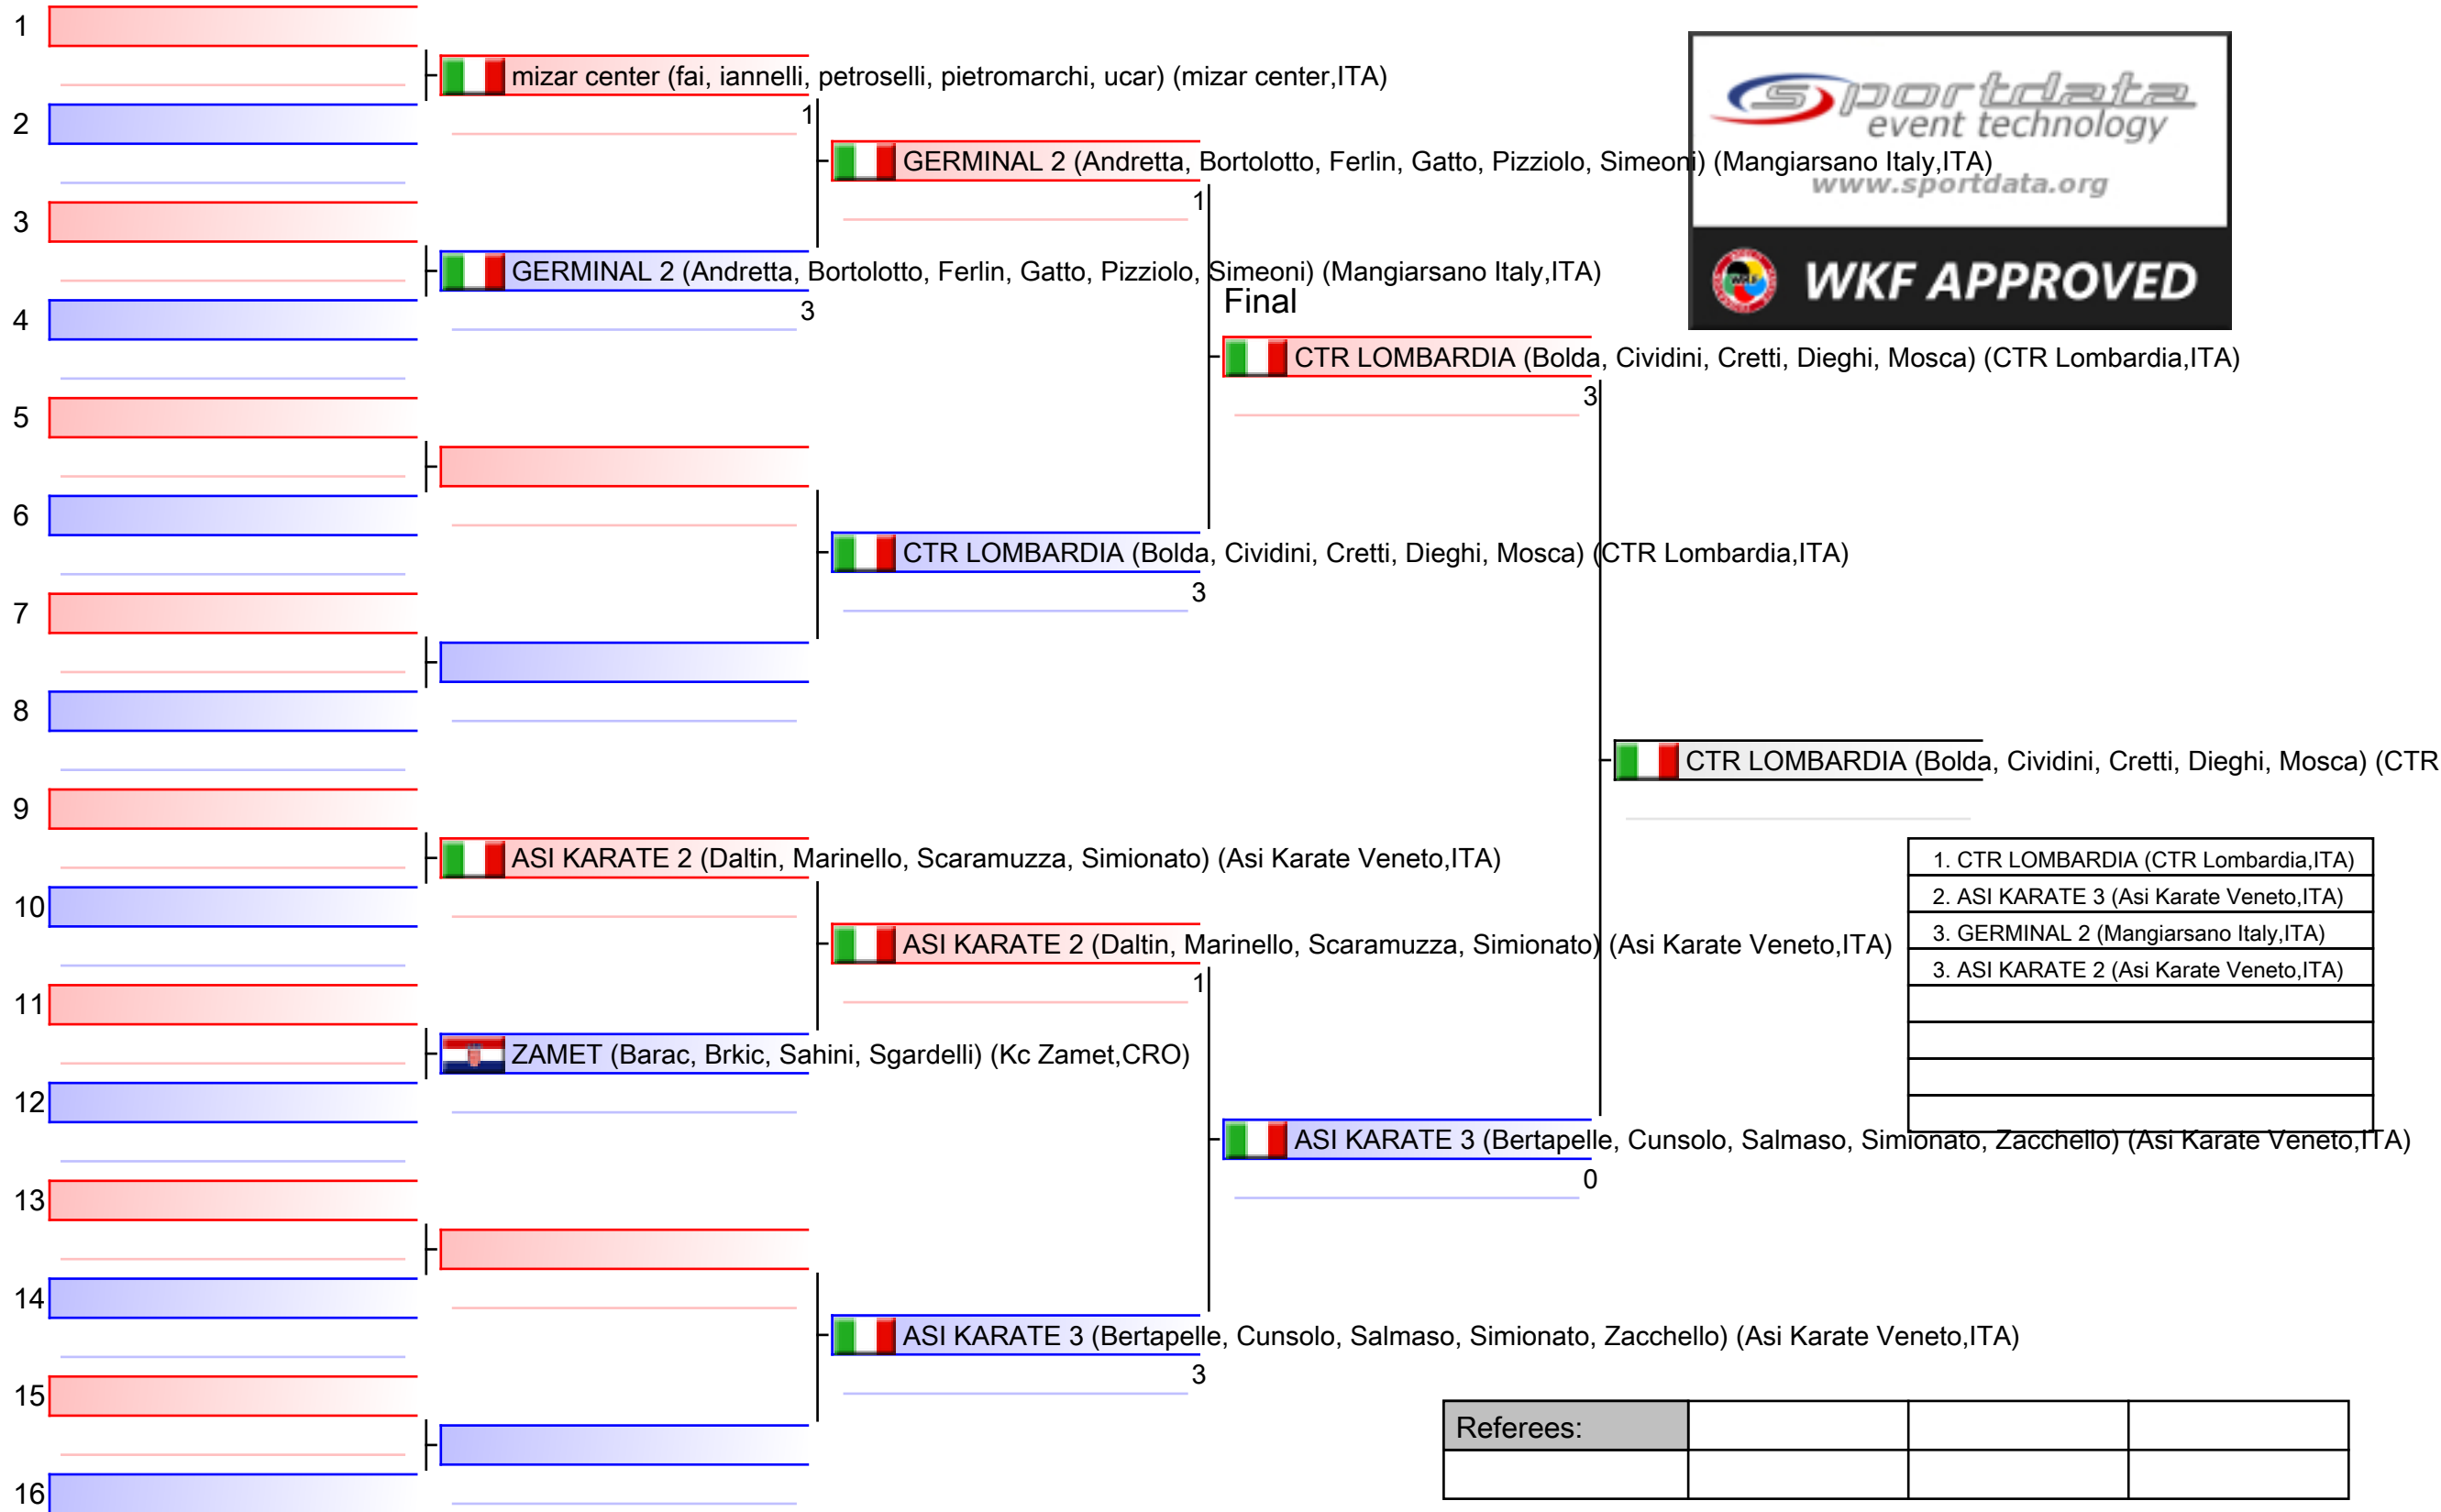 1
mizar center (fai, iannelli, petroselli, pietromarchi, ucar) (mizar center,ITA)
1
2
GERMINAL 2 (Andretta, Bortolotto, Ferlin, Gatto, Pizziolo, Simeoni) (Mangiarsano Italy,ITA)
1
3
GERMINAL 2 (Andretta, Bortolotto, Ferlin, Gatto, Pizziolo, Simeoni) (Mangiarsano Italy,ITA)
3
4
sportdata
event technology
www.sportdata.org
WKF APPROVED
Final
CTR LOMBARDIA (Bolda, Cividini, Cretti, Dieghi, Mosca) (CTR Lombardia,ITA)
3
5
6
CTR LOMBARDIA (Bolda, Cividini, Cretti, Dieghi, Mosca) (CTR Lombardia,ITA)
3
7
8
CTR LOMBARDIA (Bolda, Cividini, Cretti, Dieghi, Mosca) (CTR
9
ASI KARATE 2 (Daltin, Marinello, Scaramuzza, Simionato) (Asi Karate Veneto,ITA)
1. CTR LOMBARDIA (CTR Lombardia,ITA)
2. ASI KARATE 3 (Asi Karate Veneto,ITA)
3. GERMINAL 2 (Mangiarsano Italy,ITA)
3. ASI KARATE 2 (Asi Karate Veneto,ITA)
10
ASI KARATE 2 (Daltin, Marinello, Scaramuzza, Simionato) (Asi Karate Veneto,ITA)
1
11
ZAMET (Barac, Brkic, Sahini, Sgardelli) (Kc Zamet,CRO)
12
ASI KARATE 3 (Bertapelle, Cunsolo, Salmaso, Simionato, Zacchello) (Asi Karate Veneto,ITA)
0
13
14
ASI KARATE 3 (Bertapelle, Cunsolo, Salmaso, Simionato, Zacchello) (Asi Karate Veneto,ITA)
3
15
Referees:
16